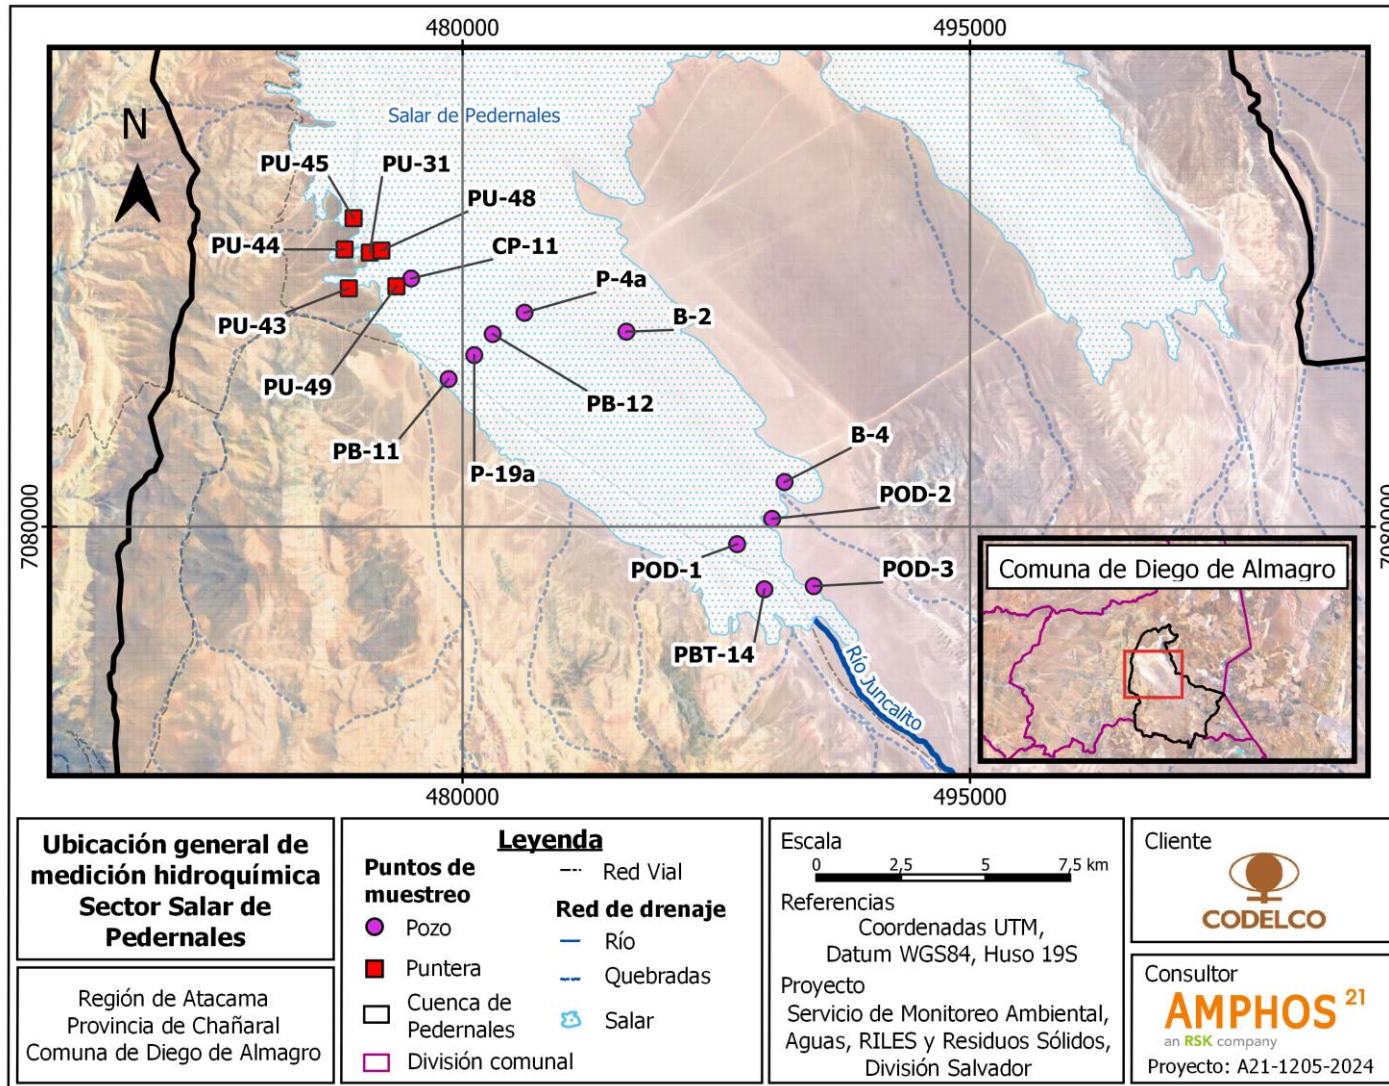 480000
495000
N
Salar de Pedernales
PU-45
PU-31
PU-48
PU-44
CP-11
P-4a
B-2
PU-43
PU-49
PB-12
PB-11
P-19a
B-4
POD-2
7080000
7080000
POD-1
POD-3
PBT-14
Río Juncalito
Comuna de Diego de Almagro
480000
495000
Ubicación general de
medición hidroquímica
Sector Salar de
Pedernales
Región de Atacama
Provincia de Chañaral
Comuna de Diego de Almagro
Leyenda
Puntos de
muestreo
Pozo
Puntera
Cuenca de
Pedernales
División comunal
Red Vial
Red de drenaje
Río
Quebradas
Salar
Escala
0 2,5 5 7,5 km
Referencias
Coordenadas UTM,
Datum WGS84, Huso 19S
Proyecto
Servicio de Monitoreo Ambiental,
Aguas, RILES y Residuos Sólidos,
División Salvador
Cliente
CODELCO
Consultor
AMPHOS 21
an RSK company
Proyecto: A21-1205-2024